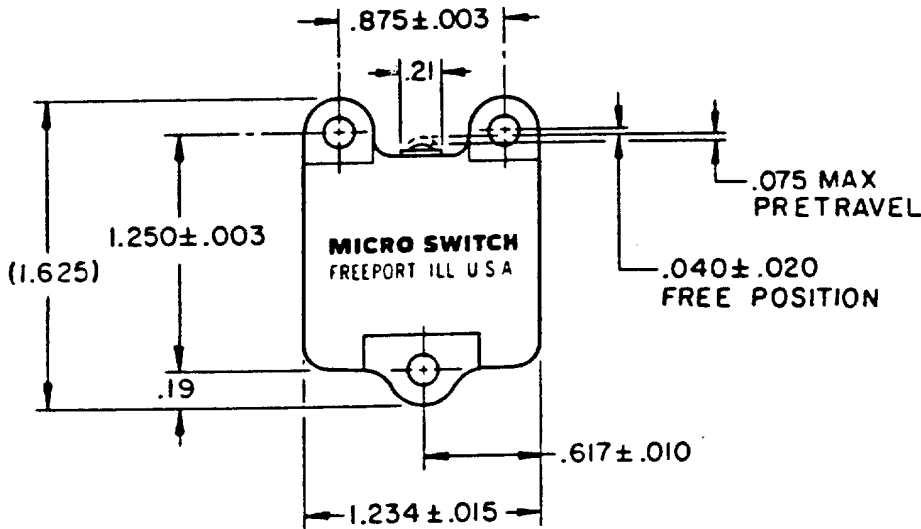 .875±.003
.21
.075 MAX
PRETRAVEL
1.250±.003
MICRO SWITCH
FREEPORT ILL U S A
(1.625)
.040±.020
FREE POSITION
.19
.617±.010
1.234±.015